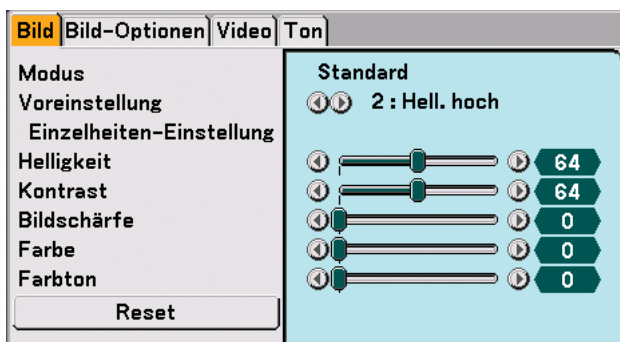 Bild Bild-Optionen Video Ton
Modus Standard
Voreinstellung 2 : Hell. hoch
Einzelheiten-Einstellung
Helligkeit 64
Kontrast 64
Bildschärfe 0
Farbe 0
Farbton 0
Reset